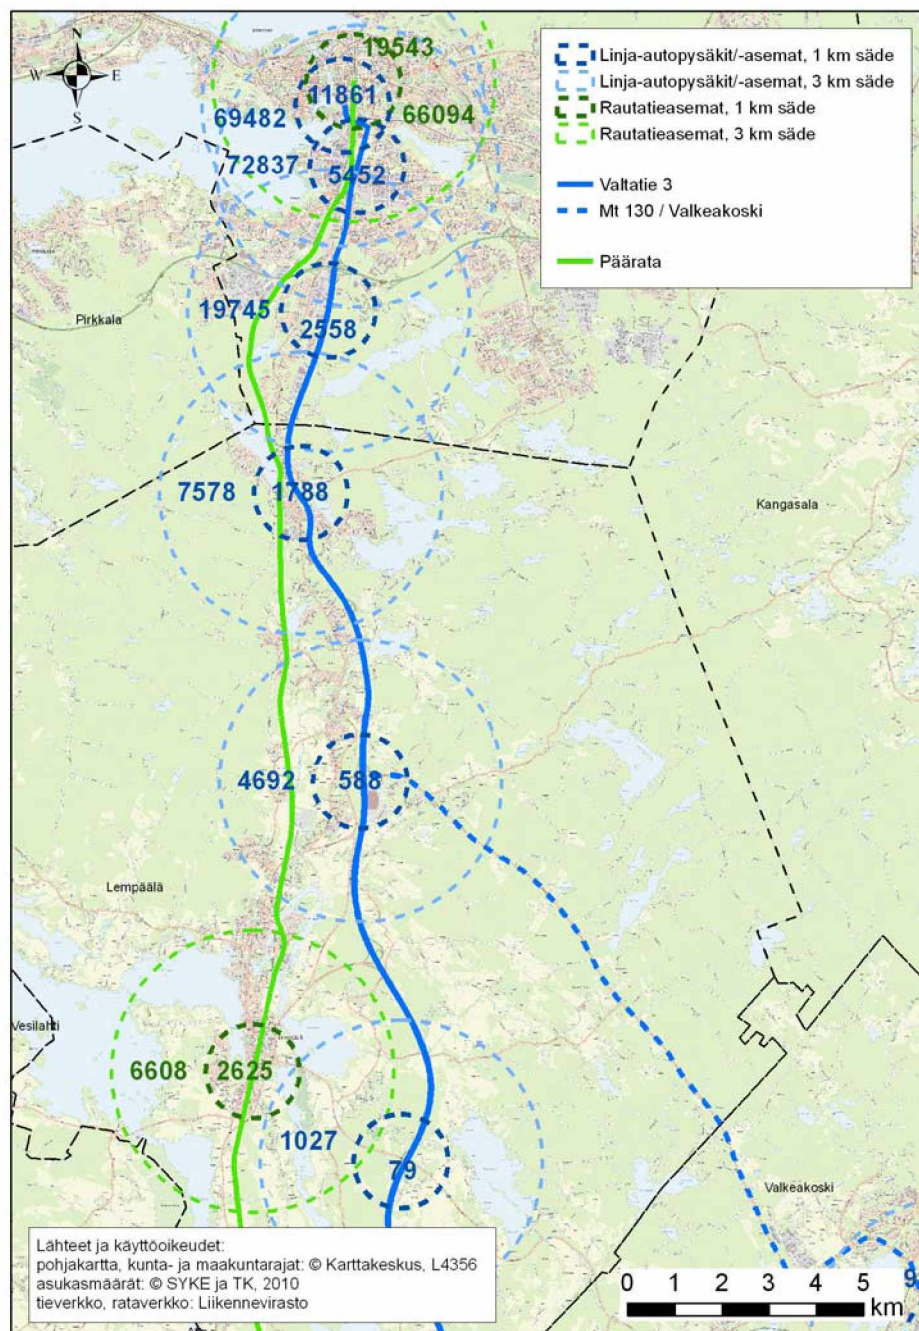 N
W E
S
19543
11861
69482
66094
72837
5452
Linja-autopysäkit/-asemat, 1 km säde
Linja-autopysäkit/-asemat, 3 km säde
Rautatieasemat, 1 km säde
Rautatieasemat, 3 km säde
Valtatie 3
Mt 130 / Valkeakoski
Päärata
19745
Pirkkala
2558
7578
1788
Kangasala
4692
588
Lempäälä
Vesilahti
6608
2625
1027
79
Valkeakoski
9
Lähteet ja käyttöoikeudet:
pohjakartta, kunta- ja maakuntarajat: © Karttakeskus, L4356
asukasmäärät: © SYKE ja TK, 2010
tieverkko, rataverkko: Liikennevirasto
0 1 2 3 4 5
km